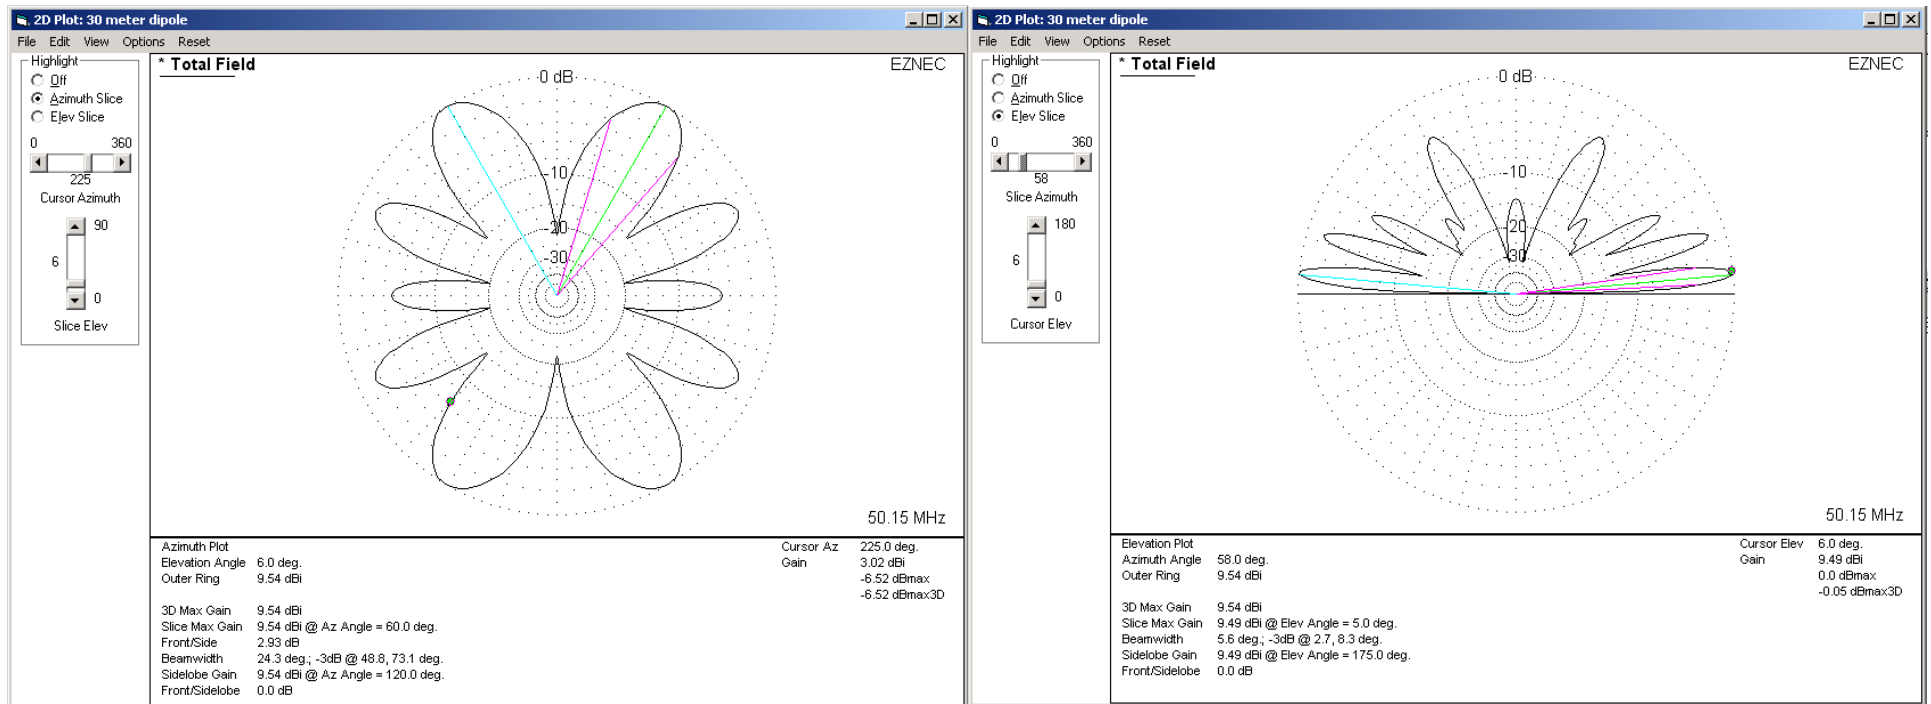 2D Plot: 30 meter dipole
File Edit View Options Reset
Highlight
Off
Azimuth Slice
Elev Slice
0 360
225
Cursor Azimuth
90
6
0
Slice Elev
* Total Field
EZNEC
0 dB
-10
-20
-30
50.15 MHz
Azimuth Plot
Elevation Angle 6.0 deg.
Outer Ring 9.54 dBi
3D Max Gain 9.54 dBi
Slice Max Gain 9.54 dBi @ Az Angle = 60.0 deg.
Front/Side 2.93 dB
Beamwidth 24.3 deg.; -3dB @ 48.8, 73.1 deg.
Sidelobe Gain 9.54 dBi @ Az Angle = 120.0 deg.
Front/Sidelobe 0.0 dB
Cursor Az 225.0 deg.
Gain 3.02 dBi
-6.52 dBmax
-6.52 dBmax3D
2D Plot: 30 meter dipole
File Edit View Options Reset
Highlight
Off
Azimuth Slice
Elev Slice
0 360
58
Slice Azimuth
180
6
0
Cursor Elev
* Total Field
EZNEC
0 dB
-10
-20
-30
50.15 MHz
Elevation Plot
Azimuth Angle 58.0 deg.
Outer Ring 9.54 dBi
3D Max Gain 9.54 dBi
Slice Max Gain 9.49 dBi @ Elev Angle = 5.0 deg.
Beamwidth 5.6 deg.; -3dB @ 2.7, 8.3 deg.
Sidelobe Gain 9.49 dBi @ Elev Angle = 175.0 deg.
Front/Sidelobe 0.0 dB
Cursor Elev 6.0 deg.
Gain 9.49 dBi
0.0 dBmax
-0.05 dBmax3D